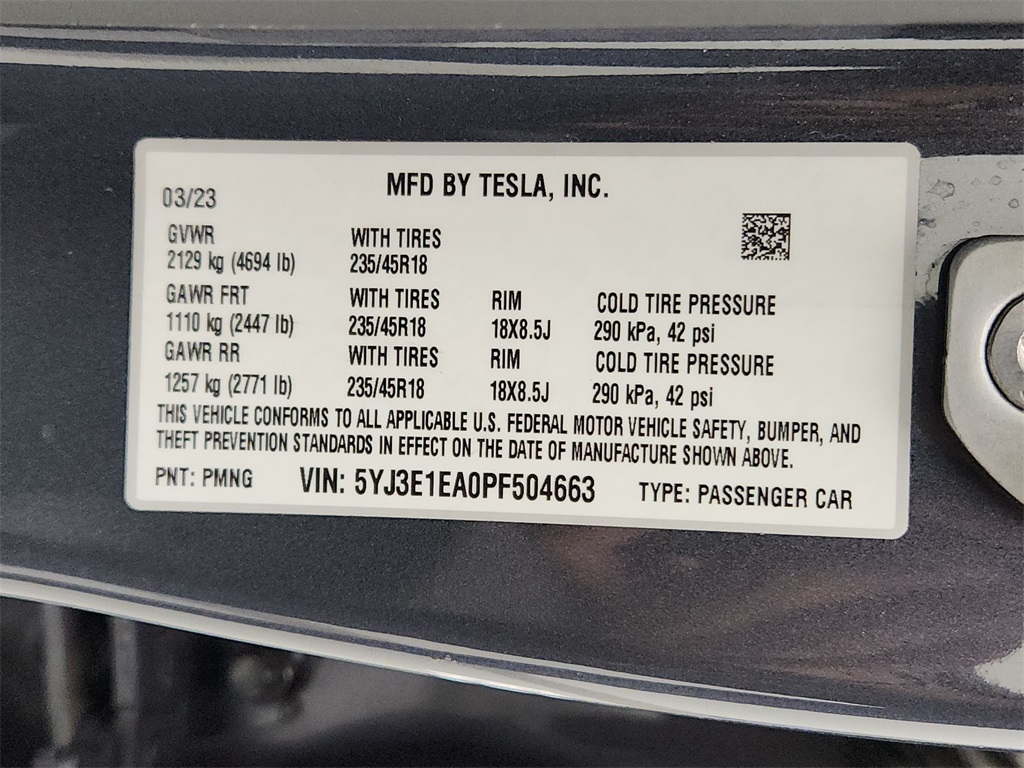 MFD BY TESLA, INC.
03/23
GVWR WITH TIRES
2129 kg (4694 lb) 235/45R18
GAWR FRT WITH TIRES RIM COLD TIRE PRESSURE
1110 kg (2447 lb) 235/45R18 18X8.5J 290 kPa, 42 psi
GAWR RR WITH TIRES RIM COLD TIRE PRESSURE
1257 kg (2771 lb) 235/45R18 18X8.5J 290 kPa, 42 psi
THIS VEHICLE CONFORMS TO ALL APPLICABLE U.S. FEDERAL MOTOR VEHICLE SAFETY, BUMPER, AND
THEFT PREVENTION STANDARDS IN EFFECT ON THE DATE OF MANUFACTURE SHOWN ABOVE.
PNT: PMNG VIN: 5YJ3E1EA0PF504663 TYPE: PASSENGER CAR